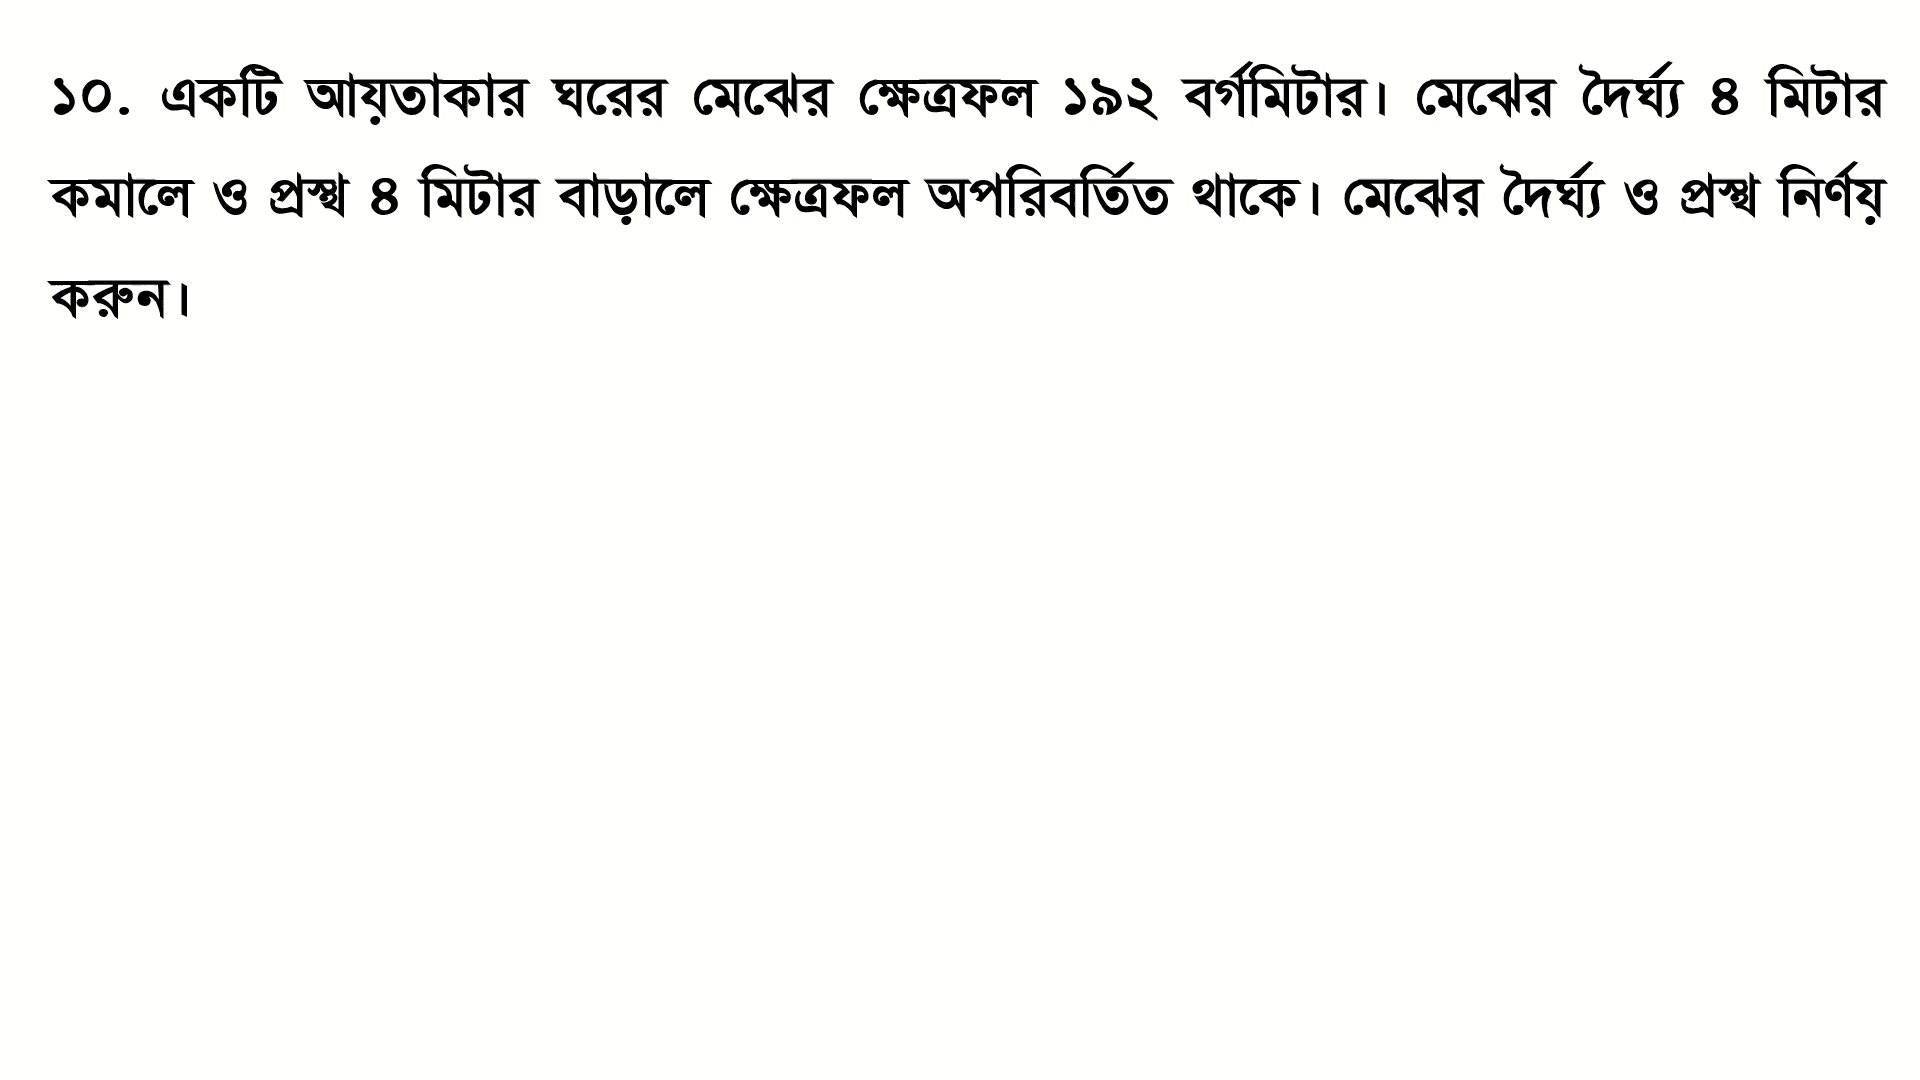 ১০. একটি আয়তাকার ঘরের মেঝের ক্ষেত্রফল ১৯২ বর্গমিটার। মেঝের দৈর্ঘ্য ৪ মিটার
কমালে ও প্রস্থ ৪ মিটার বাড়ালে ক্ষেত্রফল অপরিবর্তিত থাকে। মেঝের দৈর্ঘ্য ও প্রস্থ নির্ণয়
করুন।